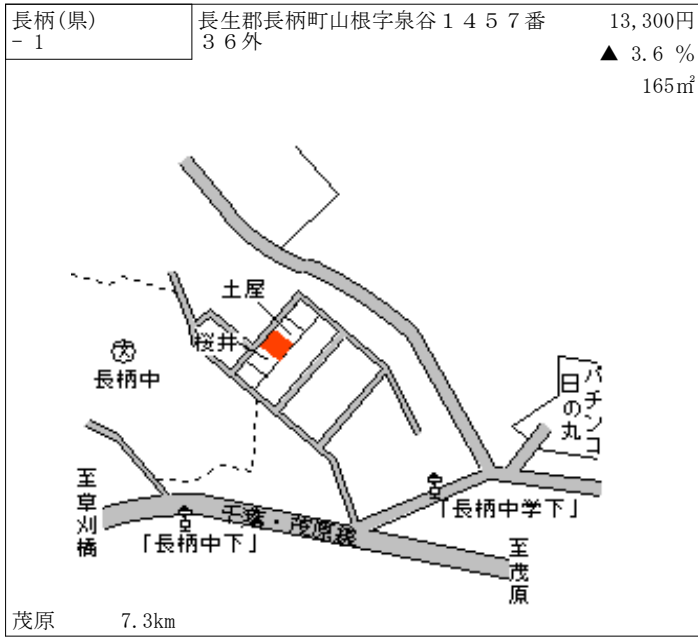 長柄(県)
- 1
長生郡長柄町山根字泉谷１４５７番
３６外
13,300円
▲ 3.6 %
165㎡
土屋
桜井
長柄中
パチンコ
日の丸
至草刈橋
「長柄中学下」
千葉・茂原線
「長柄中下」
至茂原
茂原 7.3km